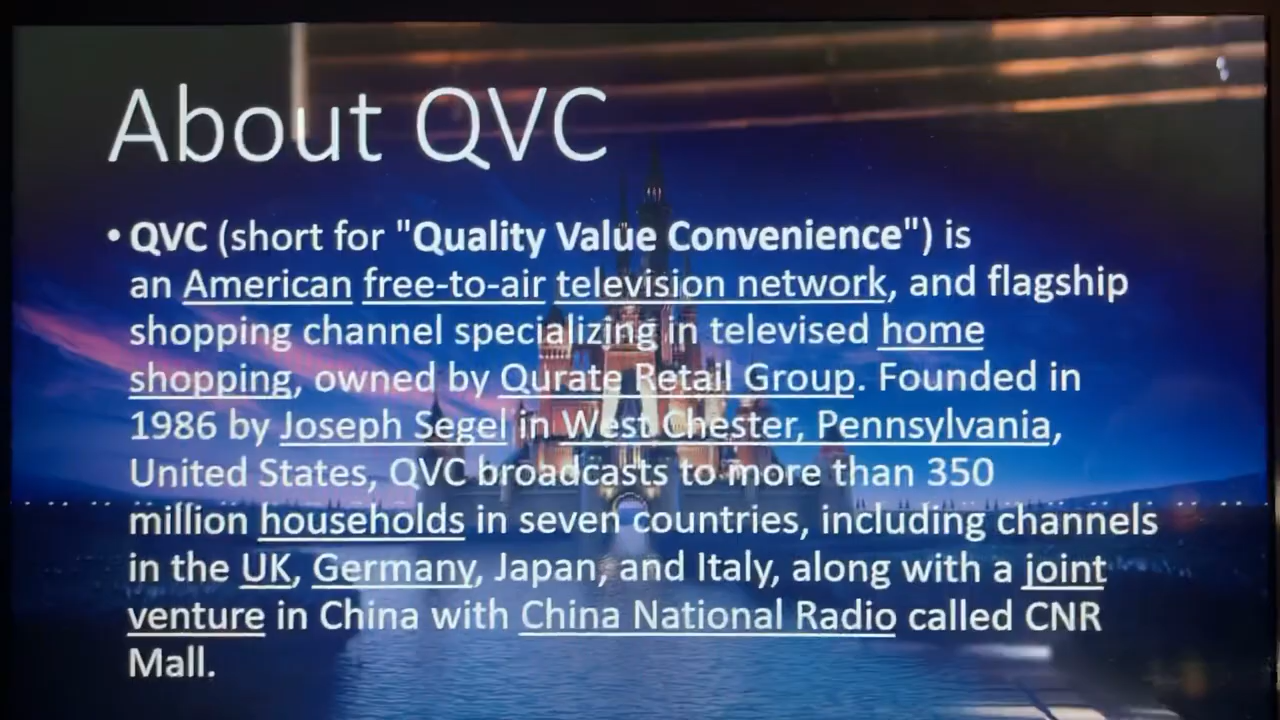 About QVC
• QVC (short for "Quality Value Convenience") is
an American free-to-air television network, and flagship
shopping channel specializing in televised home
shopping, owned by Qurate Retail Group. Founded in
1986 by Joseph Segel in West Chester, Pennsylvania,
United States, QVC broadcasts to more than 350
million households in seven countries, including channels
in the UK, Germany, Japan, and Italy, along with a joint
venture in China with China National Radio called CNR
Mall.